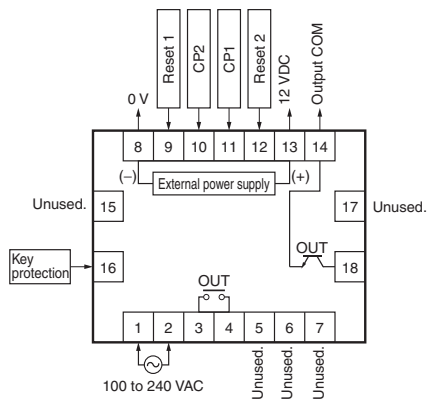 Reset 1
CP2
CP1
Reset 2
0 V
12 VDC
Output COM
8
9
10
11
12
13
14
(−)
External power supply
(+)
Unused.
15
17
Unused.
Key
protection
16
OUT
18
OUT
1
2
3
4
5
6
7
100 to 240 VAC
Unused.
Unused.
Unused.